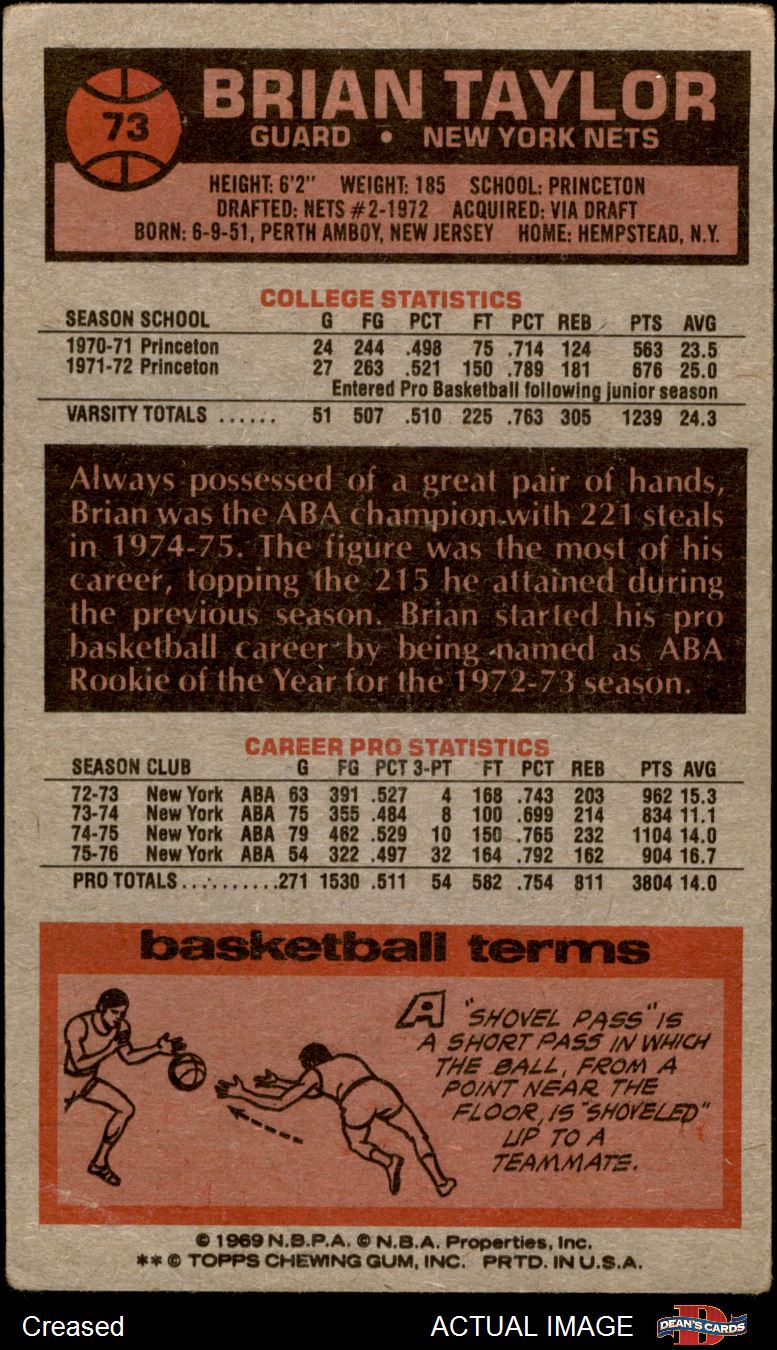 73
BRIAN TAYLOR
GUARD • NEW YORK NETS
HEIGHT: 6'2" WEIGHT: 185 SCHOOL: PRINCETON
DRAFTED: NETS #2-1972 ACQUIRED: VIA DRAFT
BORN: 6-9-51, PERTH AMBOY, NEW JERSEY HOME: HEMPSTEAD, N.Y.
COLLEGE STATISTICS
SEASON SCHOOL G FG PCT FT PCT REB PTS AVG
1970-71 Princeton 24 244 .498 75 .714 124 563 23.5
1971-72 Princeton 27 263 .521 150 .789 181 676 25.0
Entered Pro Basketball following junior season
VARSITY TOTALS ...... 51 507 .510 225 .763 305 1239 24.3
Always possessed of a great pair of hands,
Brian was the ABA champion with 221 steals
in 1974-75. The figure was the most of his
career, topping the 215 he attained during
the previous season. Brian started his pro
basketball career by being named as ABA
Rookie of the Year for the 1972-73 season.
CAREER PRO STATISTICS
SEASON CLUB G FG PCT 3-PT FT PCT REB PTS AVG
72-73 New York ABA 63 391 .527 4 168 .743 203 962 15.3
73-74 New York ABA 75 355 .484 8 100 .699 214 834 11.1
74-75 New York ABA 79 462 .529 10 150 .765 232 1104 14.0
75-76 New York ABA 54 322 .497 32 164 .792 162 904 16.7
PRO TOTALS..........271 1530 .511 54 582 .754 811 3804 14.0
basketball terms
A "SHOVEL PASS" IS
A SHORT PASS IN WHICH
THE BALL, FROM A
POINT NEAR THE
FLOOR, IS "SHOVELED"
UP TO A
TEAMMATE.
© 1969 N.B.P.A. © N.B.A. Properties, Inc.
** © TOPPS CHEWING GUM, INC. PRTD. IN U.S.A.
Creased
ACTUAL IMAGE
DEAN'S CARDS